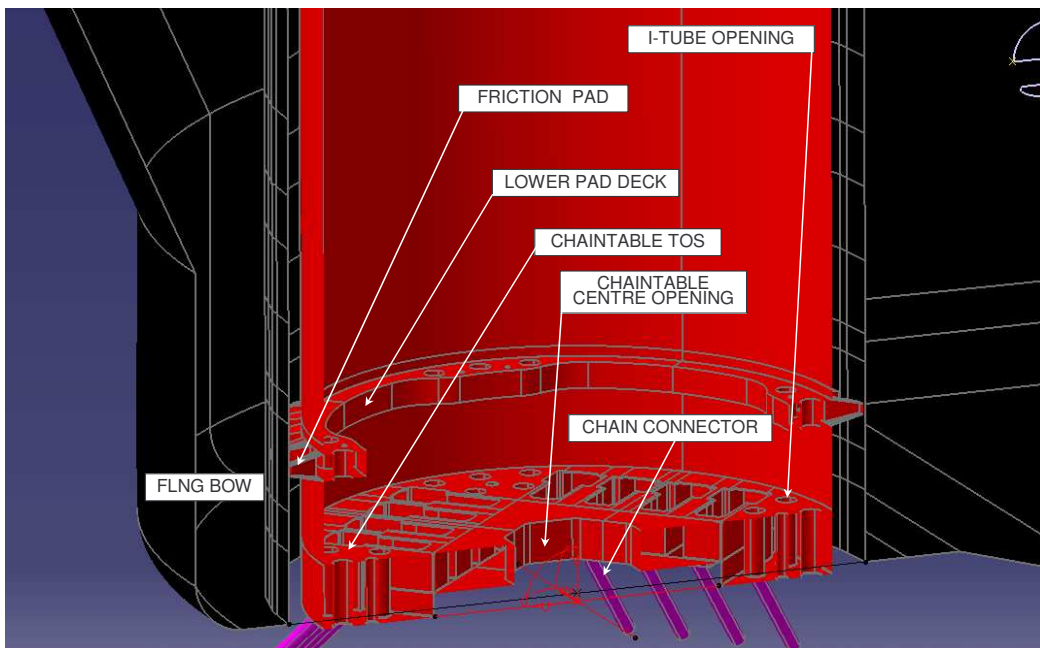 I-TUBE OPENING
FRICTION PAD
LOWER PAD DECK
CHAINTABLE TOS
CHAINTABLE
CENTRE OPENING
CHAIN CONNECTOR
FLNG BOW